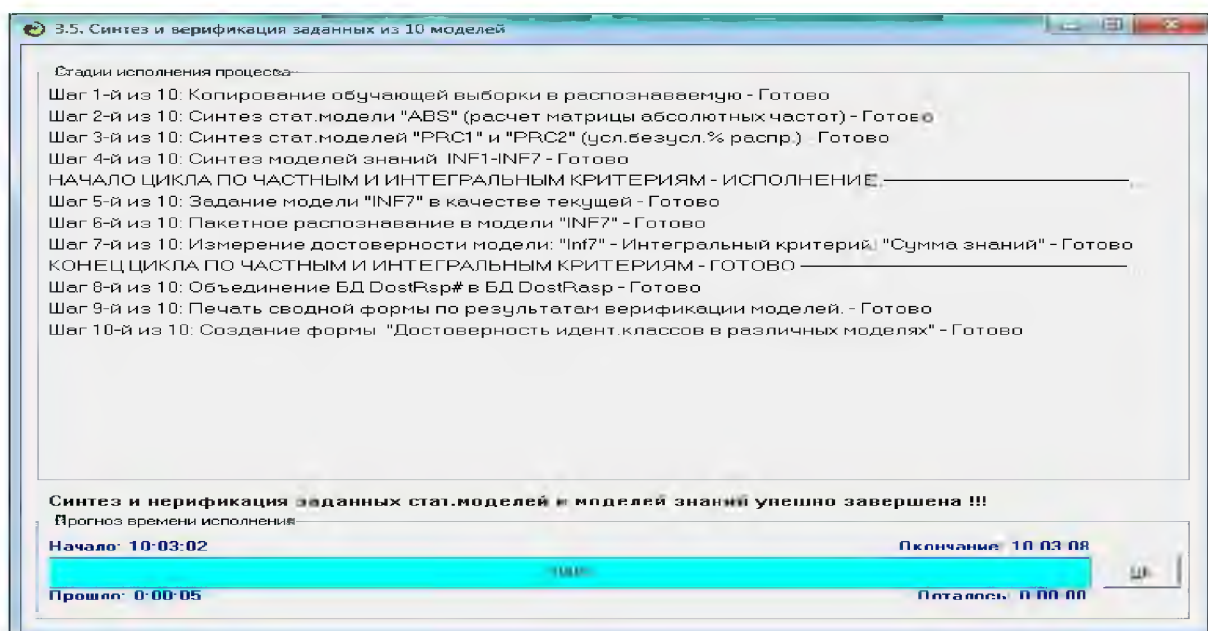 3.5. Синтез и верификация заданных из 10 моделей
Стадии исполнения процесса
Шаг 1-й из 10: Копирование обучающей выборки в распознаваемую - Готово
Шаг 2-й из 10: Синтез стат.модели "ABS" (расчет матрицы абсолютных частот) - Готово
Шаг 3-й из 10: Синтез стат.моделей "PRC1" и "PRC2" (усл.безусл.% распр.) - Готово
Шаг 4-й из 10: Синтез моделей знаний INF1-INF7 - Готово
НАЧАЛО ЦИКЛА ПО ЧАСТНЫМ И ИНТЕГРАЛЬНЫМ КРИТЕРИЯМ - ИСПОЛНЕНИЕ:
Шаг 5-й из 10: Задание модели "INF7" в качестве текущей - Готово
Шаг 6-й из 10: Пакетное распознавание в модели "INF7" - Готово
Шаг 7-й из 10: Измерение достоверности модели: "Inf7" - Интегральный критерий: "Сумма знаний" - Готово
КОНЕЦ ЦИКЛА ПО ЧАСТНЫМ И ИНТЕГРАЛЬНЫМ КРИТЕРИЯМ - ГОТОВО
Шаг 8-й из 10: Объединение БД DostRsp# в БД DostRasp - Готово
Шаг 9-й из 10: Печать сводной формы по результатам верификации моделей. - Готово
Шаг 10-й из 10: Создание формы "Достоверность идент.классов в различных моделях" - Готово
Синтез и верификация заданных стат.моделей и моделей знаний успешно завершена !!!
Прогноз времени исполнения
Начало: 10:03:02
Окончание: 10:03:08
Прошло: 0:00:05
Осталось: 0:00:00